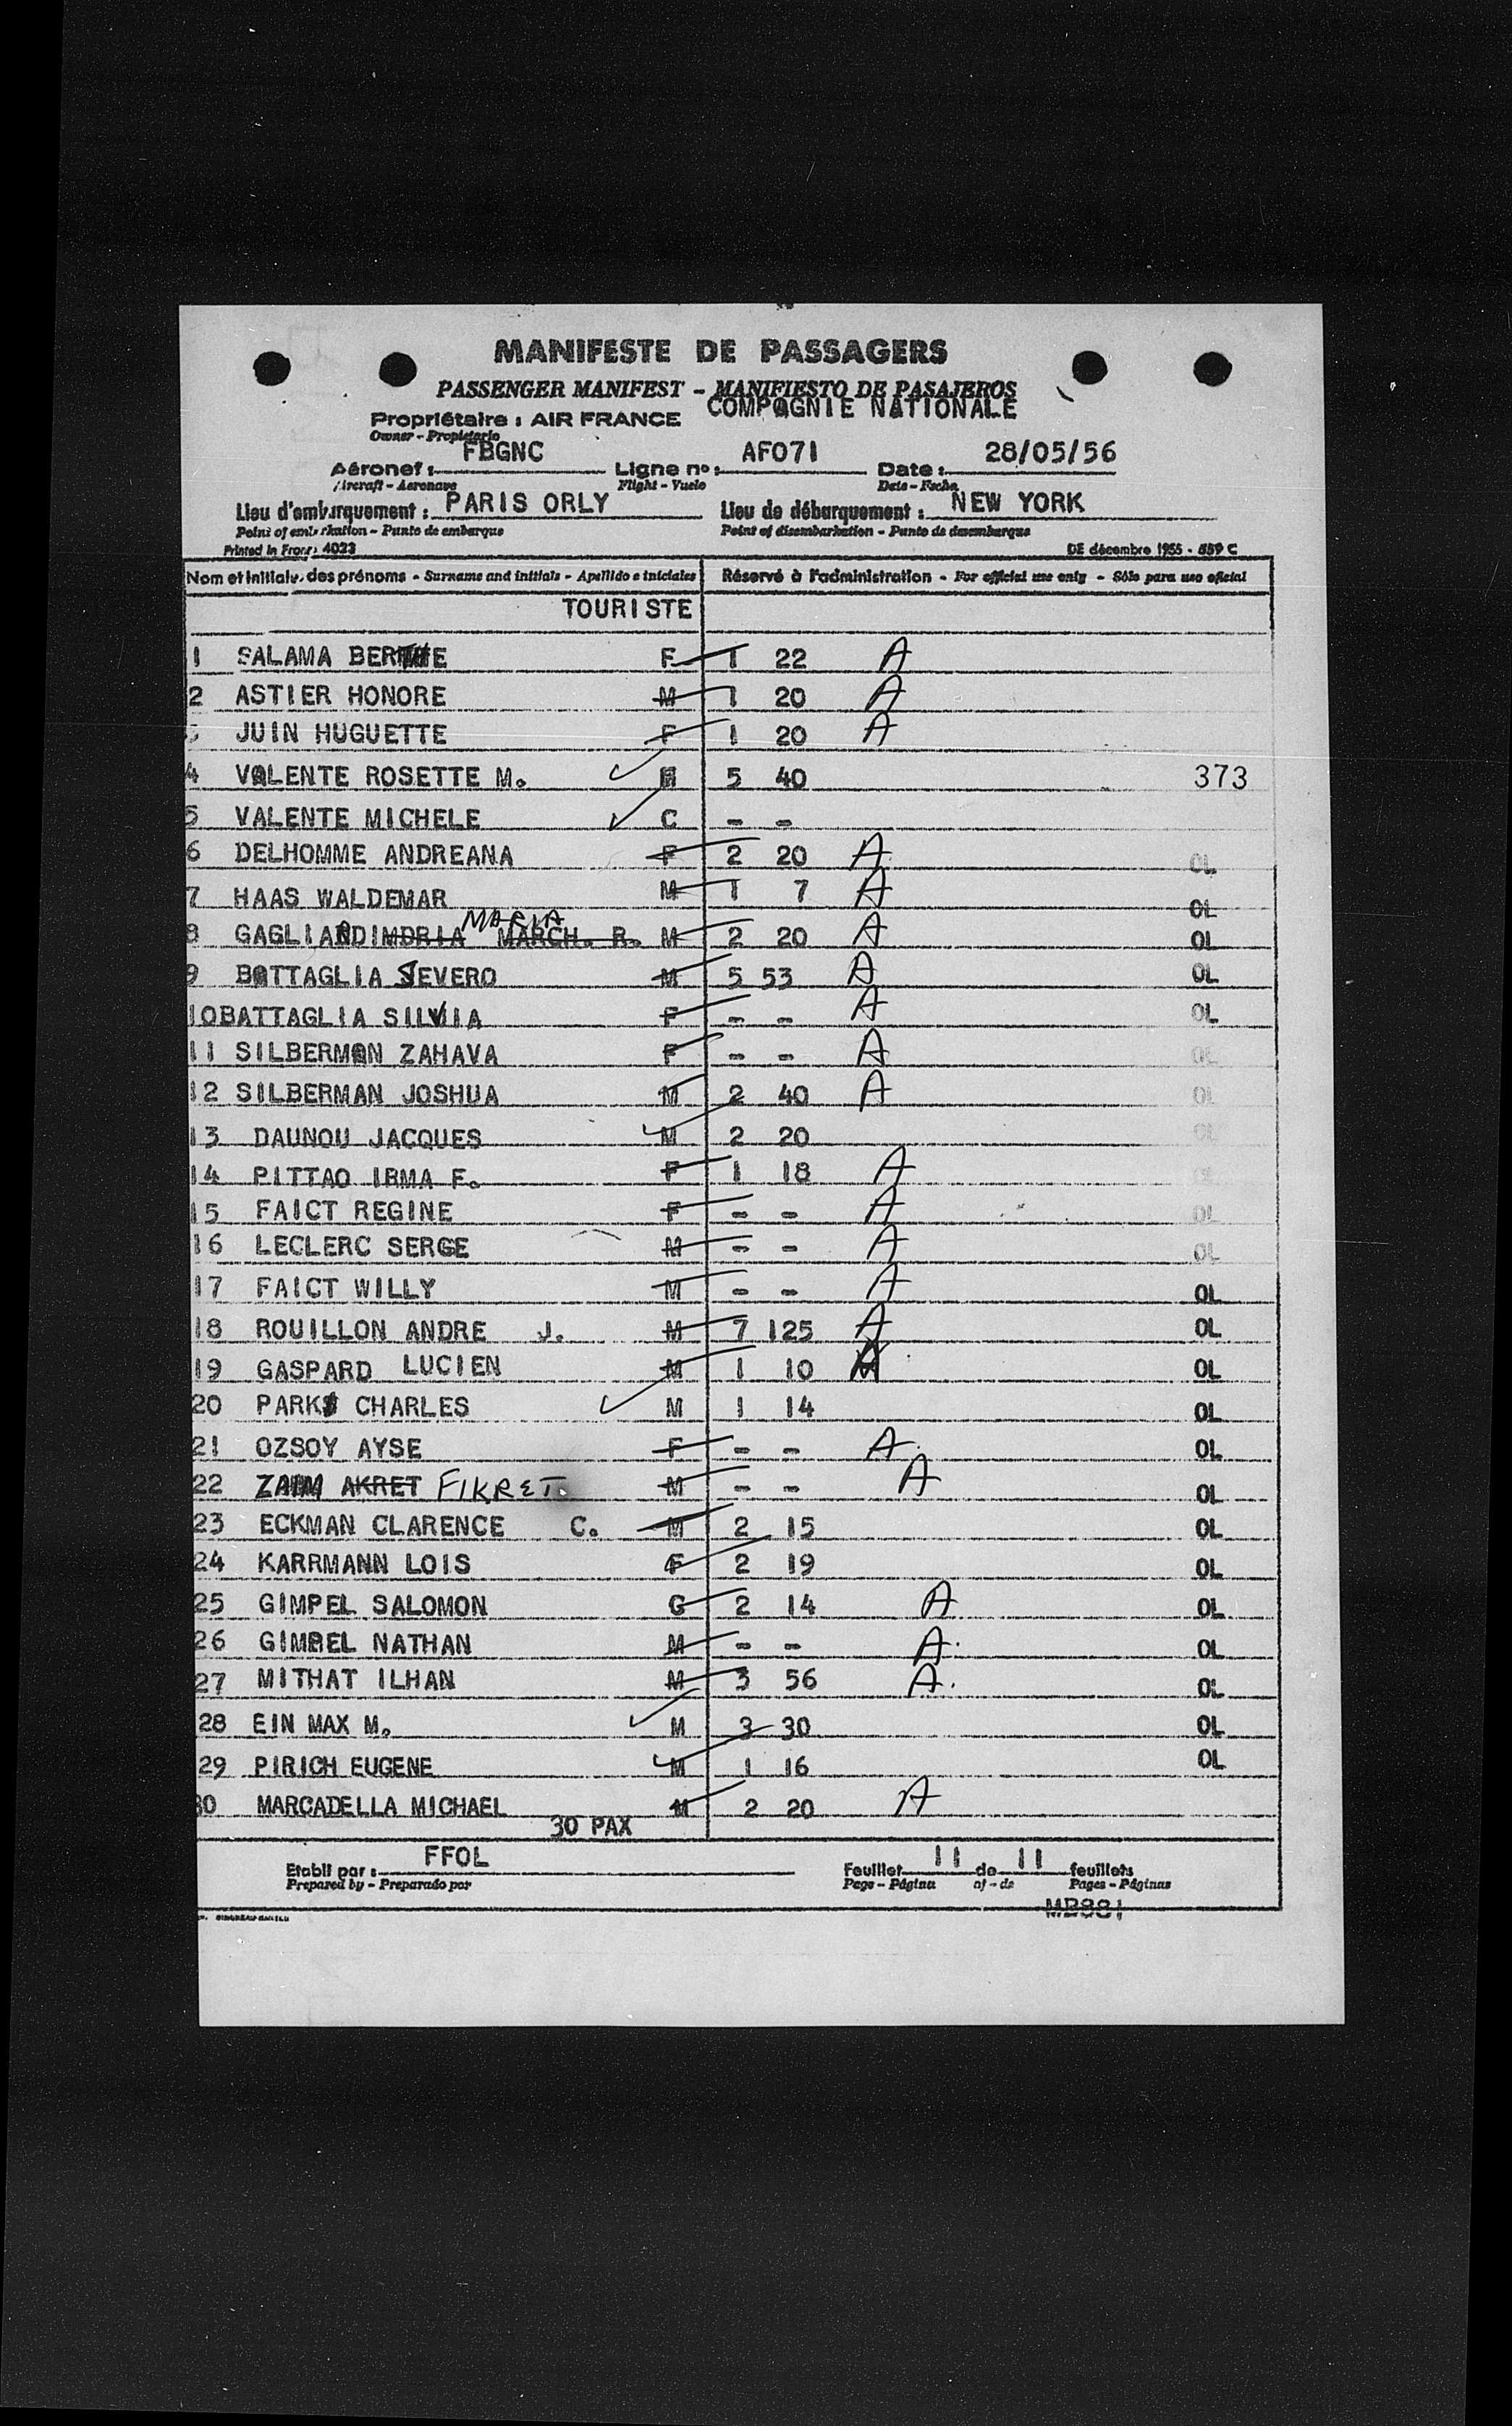 MANIFESTE DE PASSAGERS
PASSENGER MANIFEST - MANIFIESTO DE PASAJEROS
COMPAGNIE NATIONALE
Propriétaire : AIR FRANCE
Owner - Propietario
Aéronef : FBGNC Ligne no : AF071 Date : 28/05/56
Aircraft - Aeronave Flight - Vuelo Date - Fecha
Lieu d'embarquement : PARIS ORLY Lieu de débarquement : NEW YORK
Point of embarkation - Punto de embarque Point of disembarkation - Punto de desembarque
Printed in France 4023 DE décembre 1955 - 559 C
Nom et initiales des prénoms - Surname and initials - Apellido e iniciales Réservé à l'administration - For official use only - Sólo para uso oficial
TOURISTE
1 SALAMA BERTHE F 1 22 A
2 ASTIER HONORE M 1 20 A
3 JUIN HUGUETTE F 1 20 A
4 VALENTE ROSETTE M. 5 40 373
5 VALENTE MICHELE C - -
6 DELHOMME ANDREANA F 2 20 A OL
7 HAAS WALDEMAR M 1 7 A OL
8 GAGLIARDI MARIA MARCH. R. M 2 20 A OL
9 BATTAGLIA SEVERO M 5 53 A OL
10 BATTAGLIA SILVIA F - - A OL
11 SILBERMAN ZAHAVA F - - A OL
12 SILBERMAN JOSHUA M 2 40 A OL
13 DAUNOU JACQUES M 2 20 OL
14 PITTAO IRMA F. F 1 18 A OL
15 FAICT REGINE F - - A OL
16 LECLERC SERGE M - - A OL
17 FAICT WILLY M - - A OL
18 ROUILLON ANDRE J. M 7 125 A OL
19 GASPARD LUCIEN M 1 10 A OL
20 PARKS CHARLES M 1 14 OL
21 OZSOY AYSE F - - A OL
22 ZAIM AKRET FIKRET M - - A OL
23 ECKMAN CLARENCE C. M 2 15 OL
24 KARRMANN LOIS F 2 19 OL
25 GIMPEL SALOMON G 2 14 A OL
26 GIMPEL NATHAN M - - A OL
27 MITHAT ILHAN M 3 56 A OL
28 EIN MAX M. M 3 30 OL
29 PIRICH EUGENE M 1 16 OL
30 MARCADELLA MICHAEL M 2 20 A
30 PAX
Etabli par : FFOL Feuillet 11 de 11 feuillets
Prepared by - Preparado por Page - Página of - de Pages - Páginas
MB881